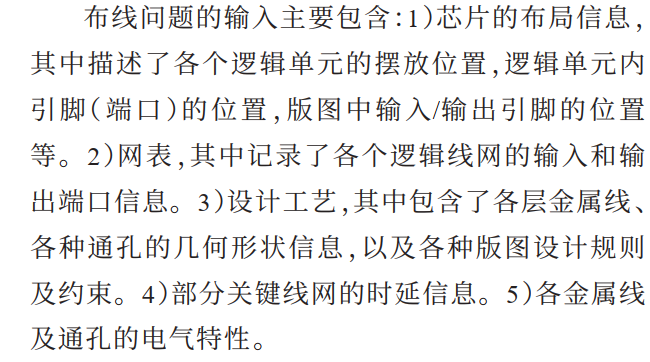 布线问题的输入主要包含:1)芯片的布局信息,
其中描述了各个逻辑单元的摆放位置,逻辑单元内
引脚(端口)的位置,版图中输入/输出引脚的位置
等。2)网表,其中记录了各个逻辑线网的输入和输
出端口信息。3)设计工艺,其中包含了各层金属线、
各种通孔的几何形状信息,以及各种版图设计规则
及约束。4)部分关键线网的时延信息。5)各金属线
及通孔的电气特性。